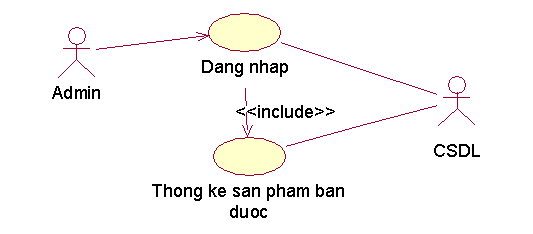 Dang nhap
Admin
<<include>>
CSDL
Thong ke san pham ban
duoc